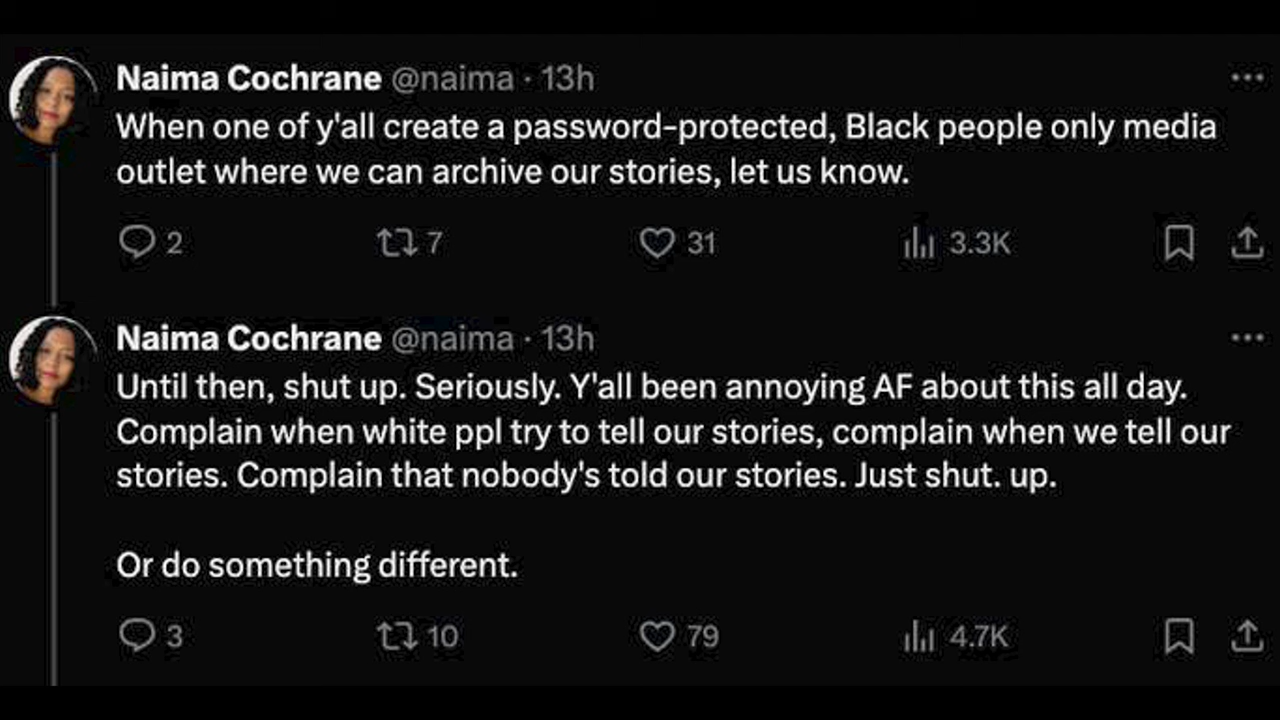 Naima Cochrane @naima · 13h
When one of y'all create a password-protected, Black people only media
outlet where we can archive our stories, let us know.
2 7 31 3.3K
Naima Cochrane @naima · 13h
Until then, shut up. Seriously. Y'all been annoying AF about this all day.
Complain when white ppl try to tell our stories, complain when we tell our
stories. Complain that nobody's told our stories. Just shut. up.
Or do something different.
3 10 79 4.7K